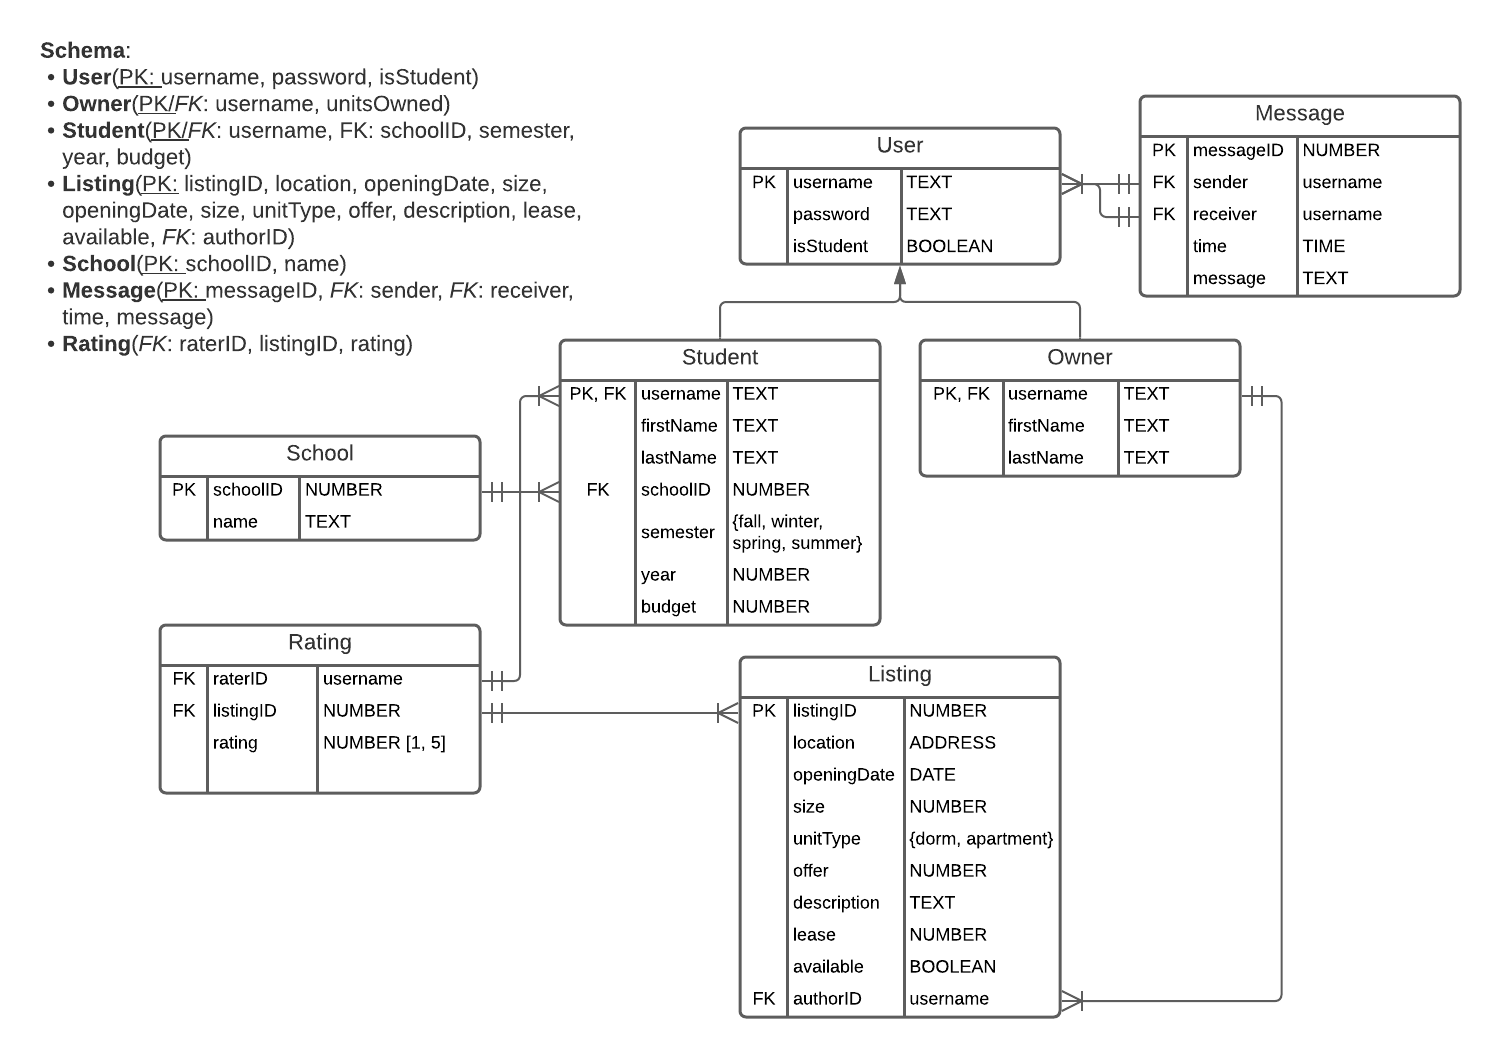 Schema:
• User(PK: username, password, isStudent)
• Owner(PK/FK: username, unitsOwned)
• Student(PK/FK: username, FK: schoolID, semester,
year, budget)
• Listing(PK: listingID, location, openingDate, size,
openingDate, size, unitType, offer, description, lease,
available, FK: authorID)
• School(PK: schoolID, name)
• Message(PK: messageID, FK: sender, FK: receiver,
time, message)
• Rating(FK: raterID, listingID, rating)
User
PK username TEXT
password TEXT
isStudent BOOLEAN
Message
PK messageID NUMBER
FK sender username
FK receiver username
time TIME
message TEXT
Student
PK, FK username TEXT
firstName TEXT
lastName TEXT
FK schoolID NUMBER
semester {fall, winter,
spring, summer}
year NUMBER
budget NUMBER
Owner
PK, FK username TEXT
firstName TEXT
lastName TEXT
School
PK schoolID NUMBER
name TEXT
Rating
FK raterID username
FK listingID NUMBER
rating NUMBER [1, 5]
Listing
PK listingID NUMBER
location ADDRESS
openingDate DATE
size NUMBER
unitType {dorm, apartment}
offer NUMBER
description TEXT
lease NUMBER
available BOOLEAN
FK authorID username